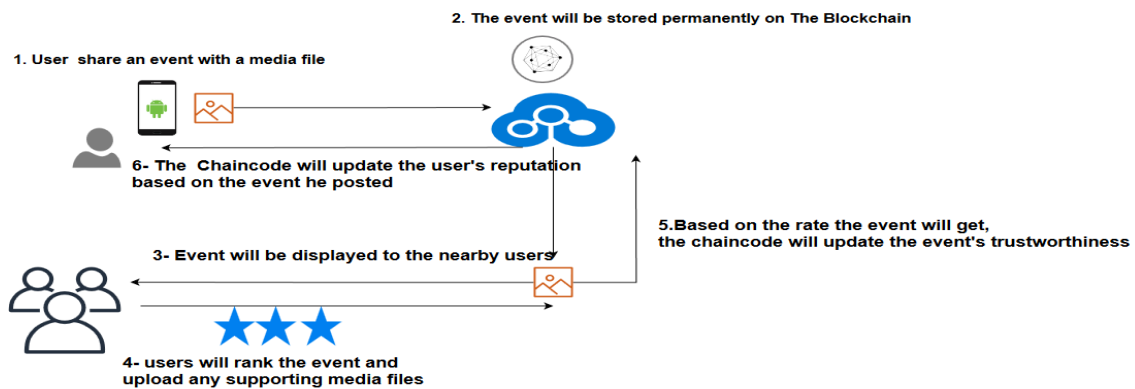 2. The event will be stored permanently on The Blockchain
1. User share an event with a media file
6- The Chaincode will update the user's reputation
based on the event he posted
5.Based on the rate the event will get,
the chaincode will update the event's trustworthiness
3- Event will be displayed to the nearby users
4- users will rank the event and
upload any supporting media files